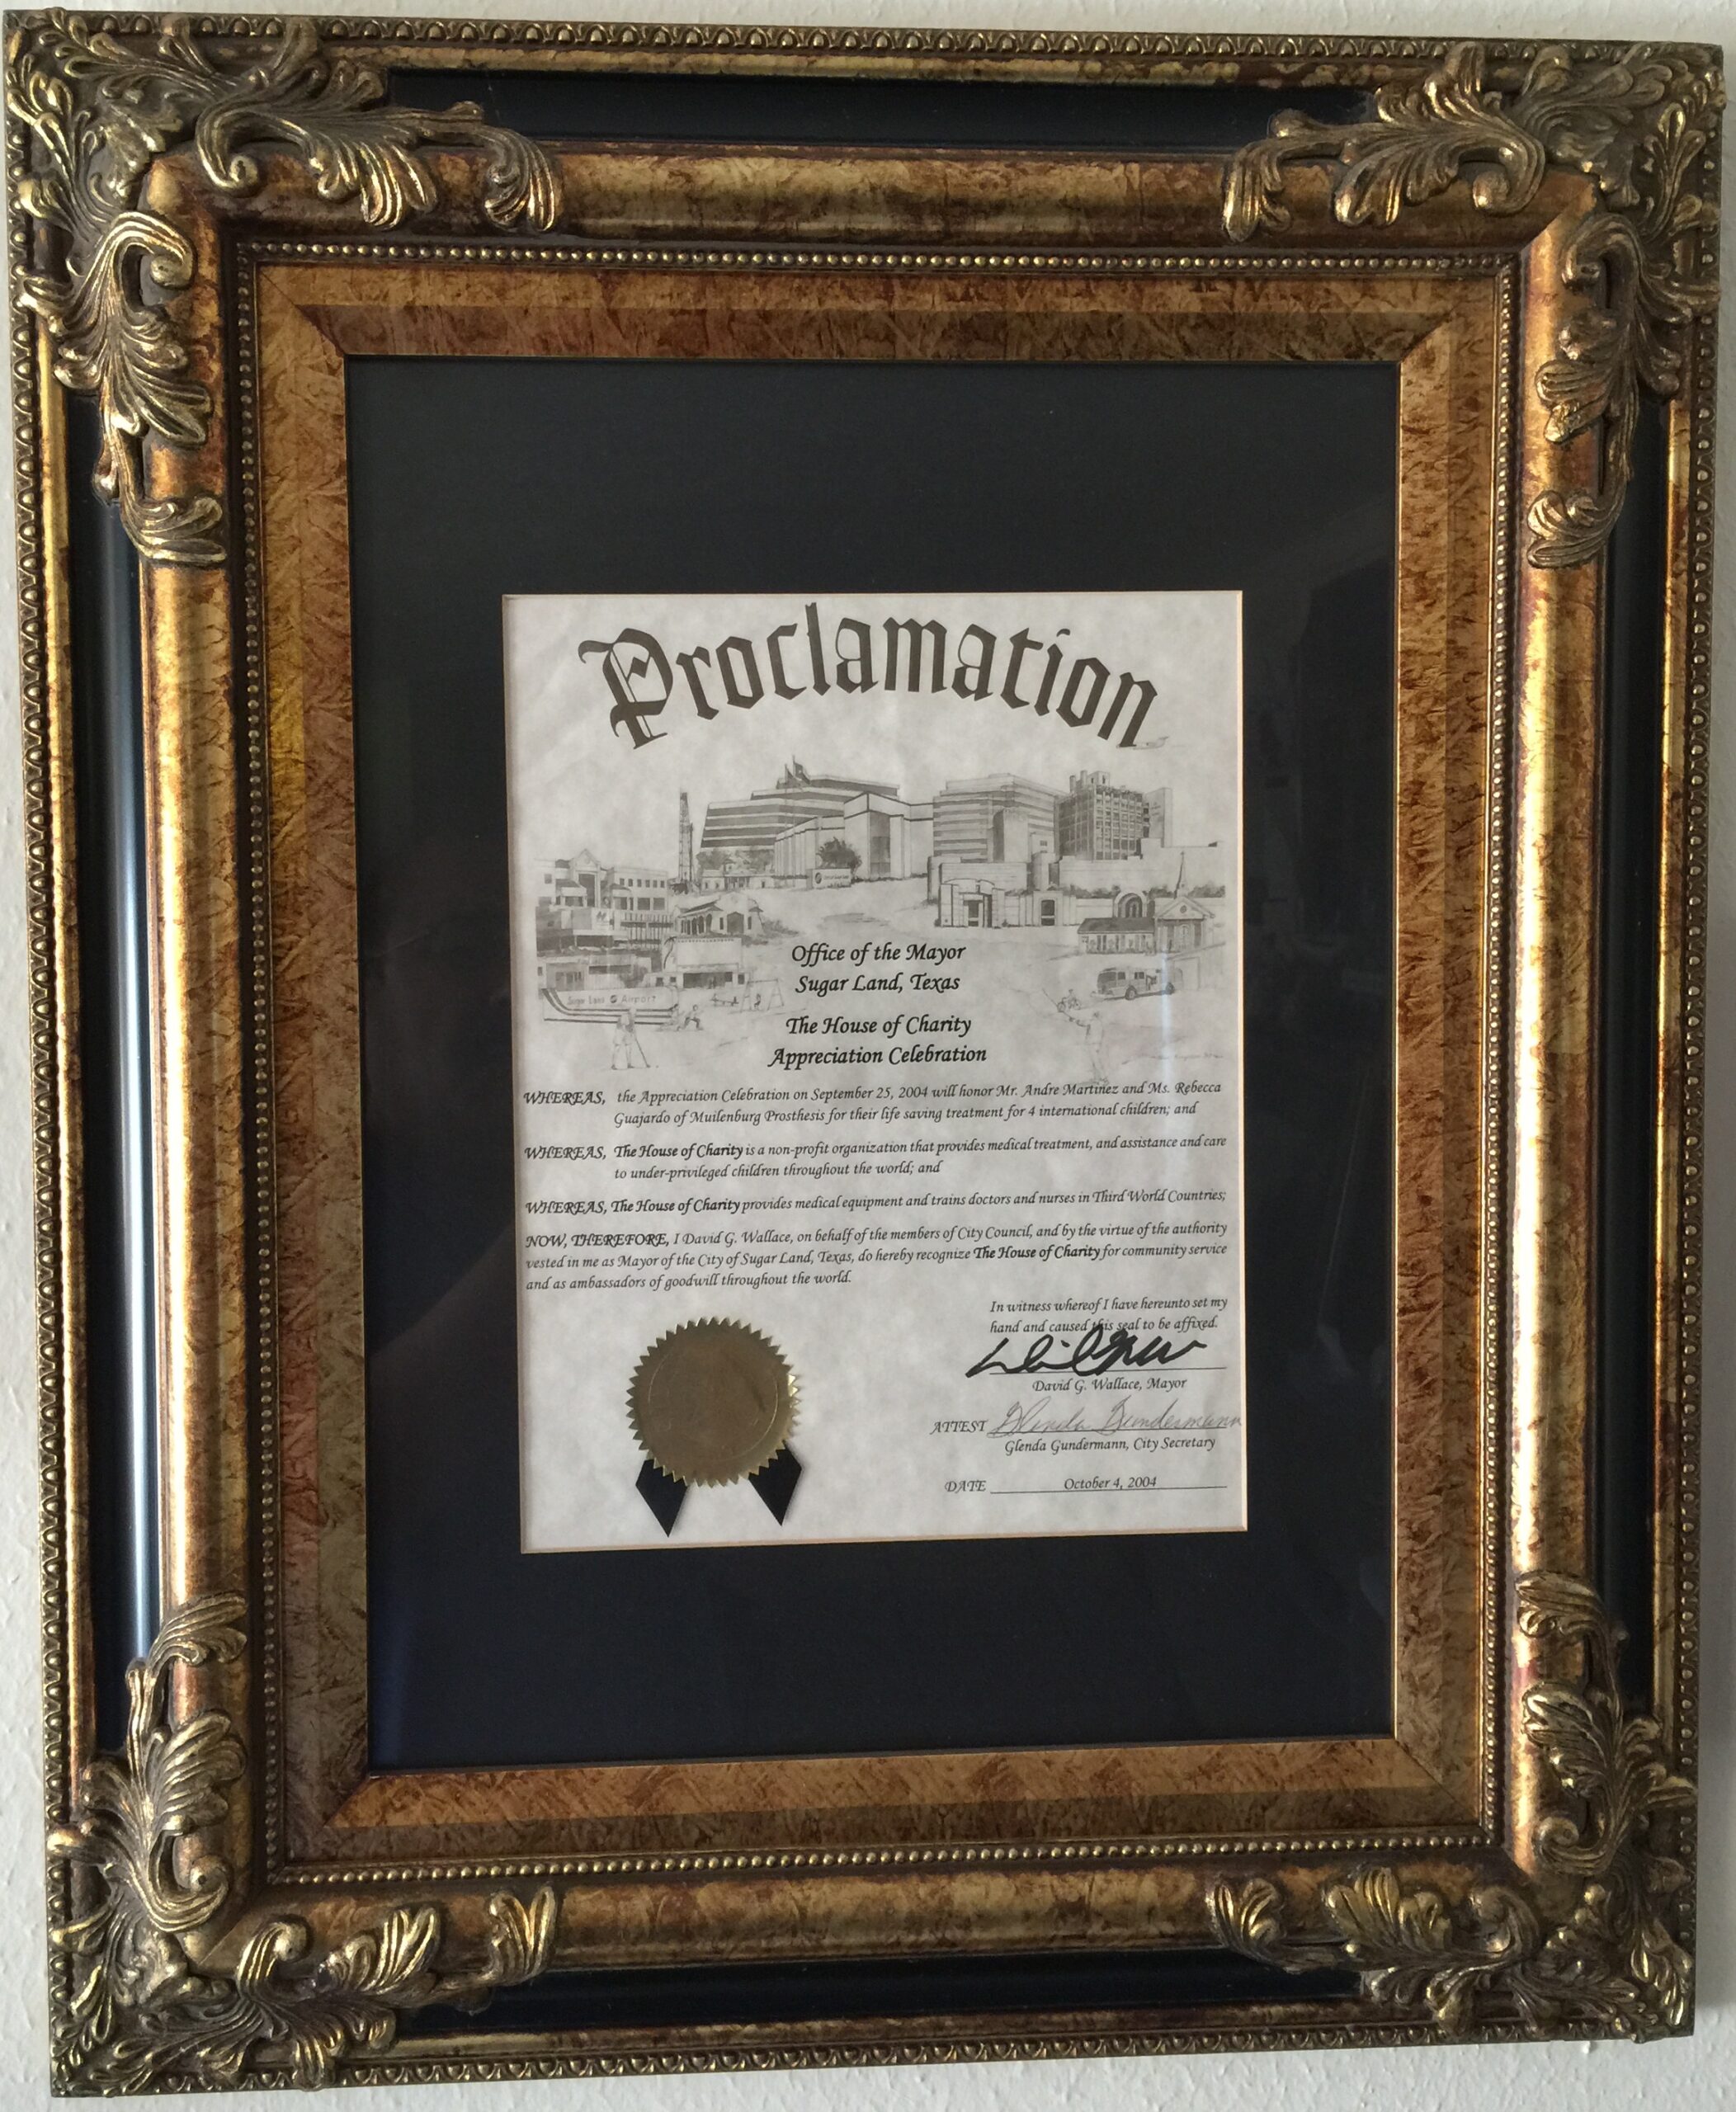 Proclamation
Sugar Land Airport
Office of the Mayor
Sugar Land, Texas
The House of Charity
Appreciation Celebration
WHEREAS, the Appreciation Celebration on September 25, 2004 will honor Mr. Andre Martinez and Ms. Rebecca
Guajardo of Muilenburg Prosthesis for their life saving treatment for 4 international children; and
WHEREAS, The House of Charity is a non-profit organization that provides medical treatment, and assistance and care
to under-privileged children throughout the world; and
WHEREAS, The House of Charity provides medical equipment and trains doctors and nurses in Third World Countries;
NOW, THEREFORE, I David G. Wallace, on behalf of the members of City Council, and by the virtue of the authority
vested in me as Mayor of the City of Sugar Land, Texas, do hereby recognize The House of Charity for community service
and as ambassadors of goodwill throughout the world.
In witness whereof I have hereunto set my
hand and caused this seal to be affixed.
David G. Wallace, Mayor
ATTEST Glenda Gundermann
Glenda Gundermann, City Secretary
DATE October 4, 2004